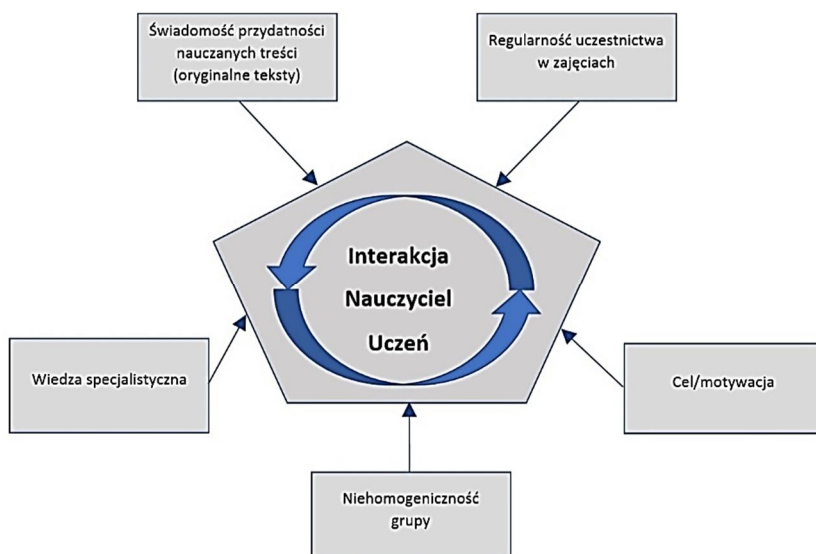 Świadomość przydatności
nauczanych treści
(oryginalne teksty)
Regularność uczestnictwa
w zajęciach
Interakcja
Nauczyciel
Uczeń
Wiedza specjalistyczna
Cel/motywacja
Niehomogeniczność
grupy